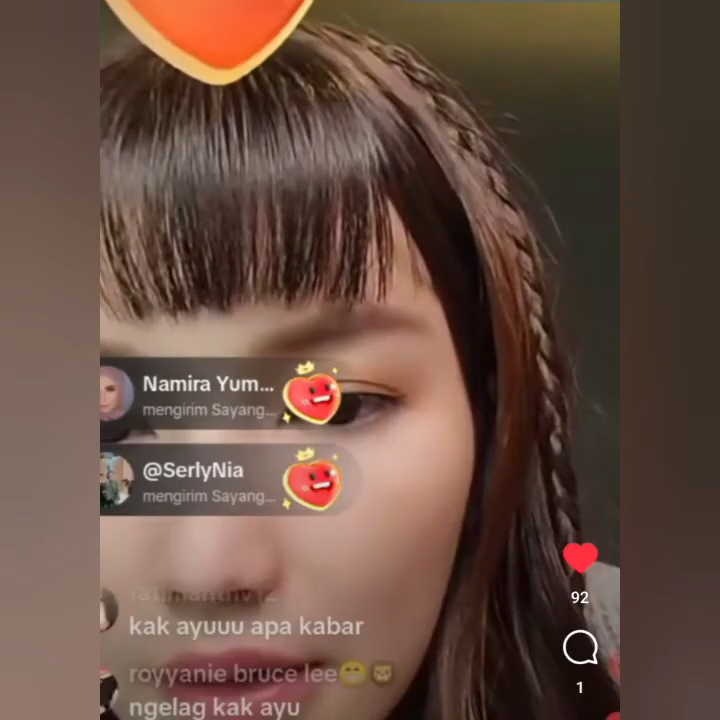 Namira Yum...
mengirim Sayang...
@SerlyNia
mengirim Sayang...
92
kak ayuuu apa kabar
1
royyanie bruce lee😁🐱
ngelag kak ayu